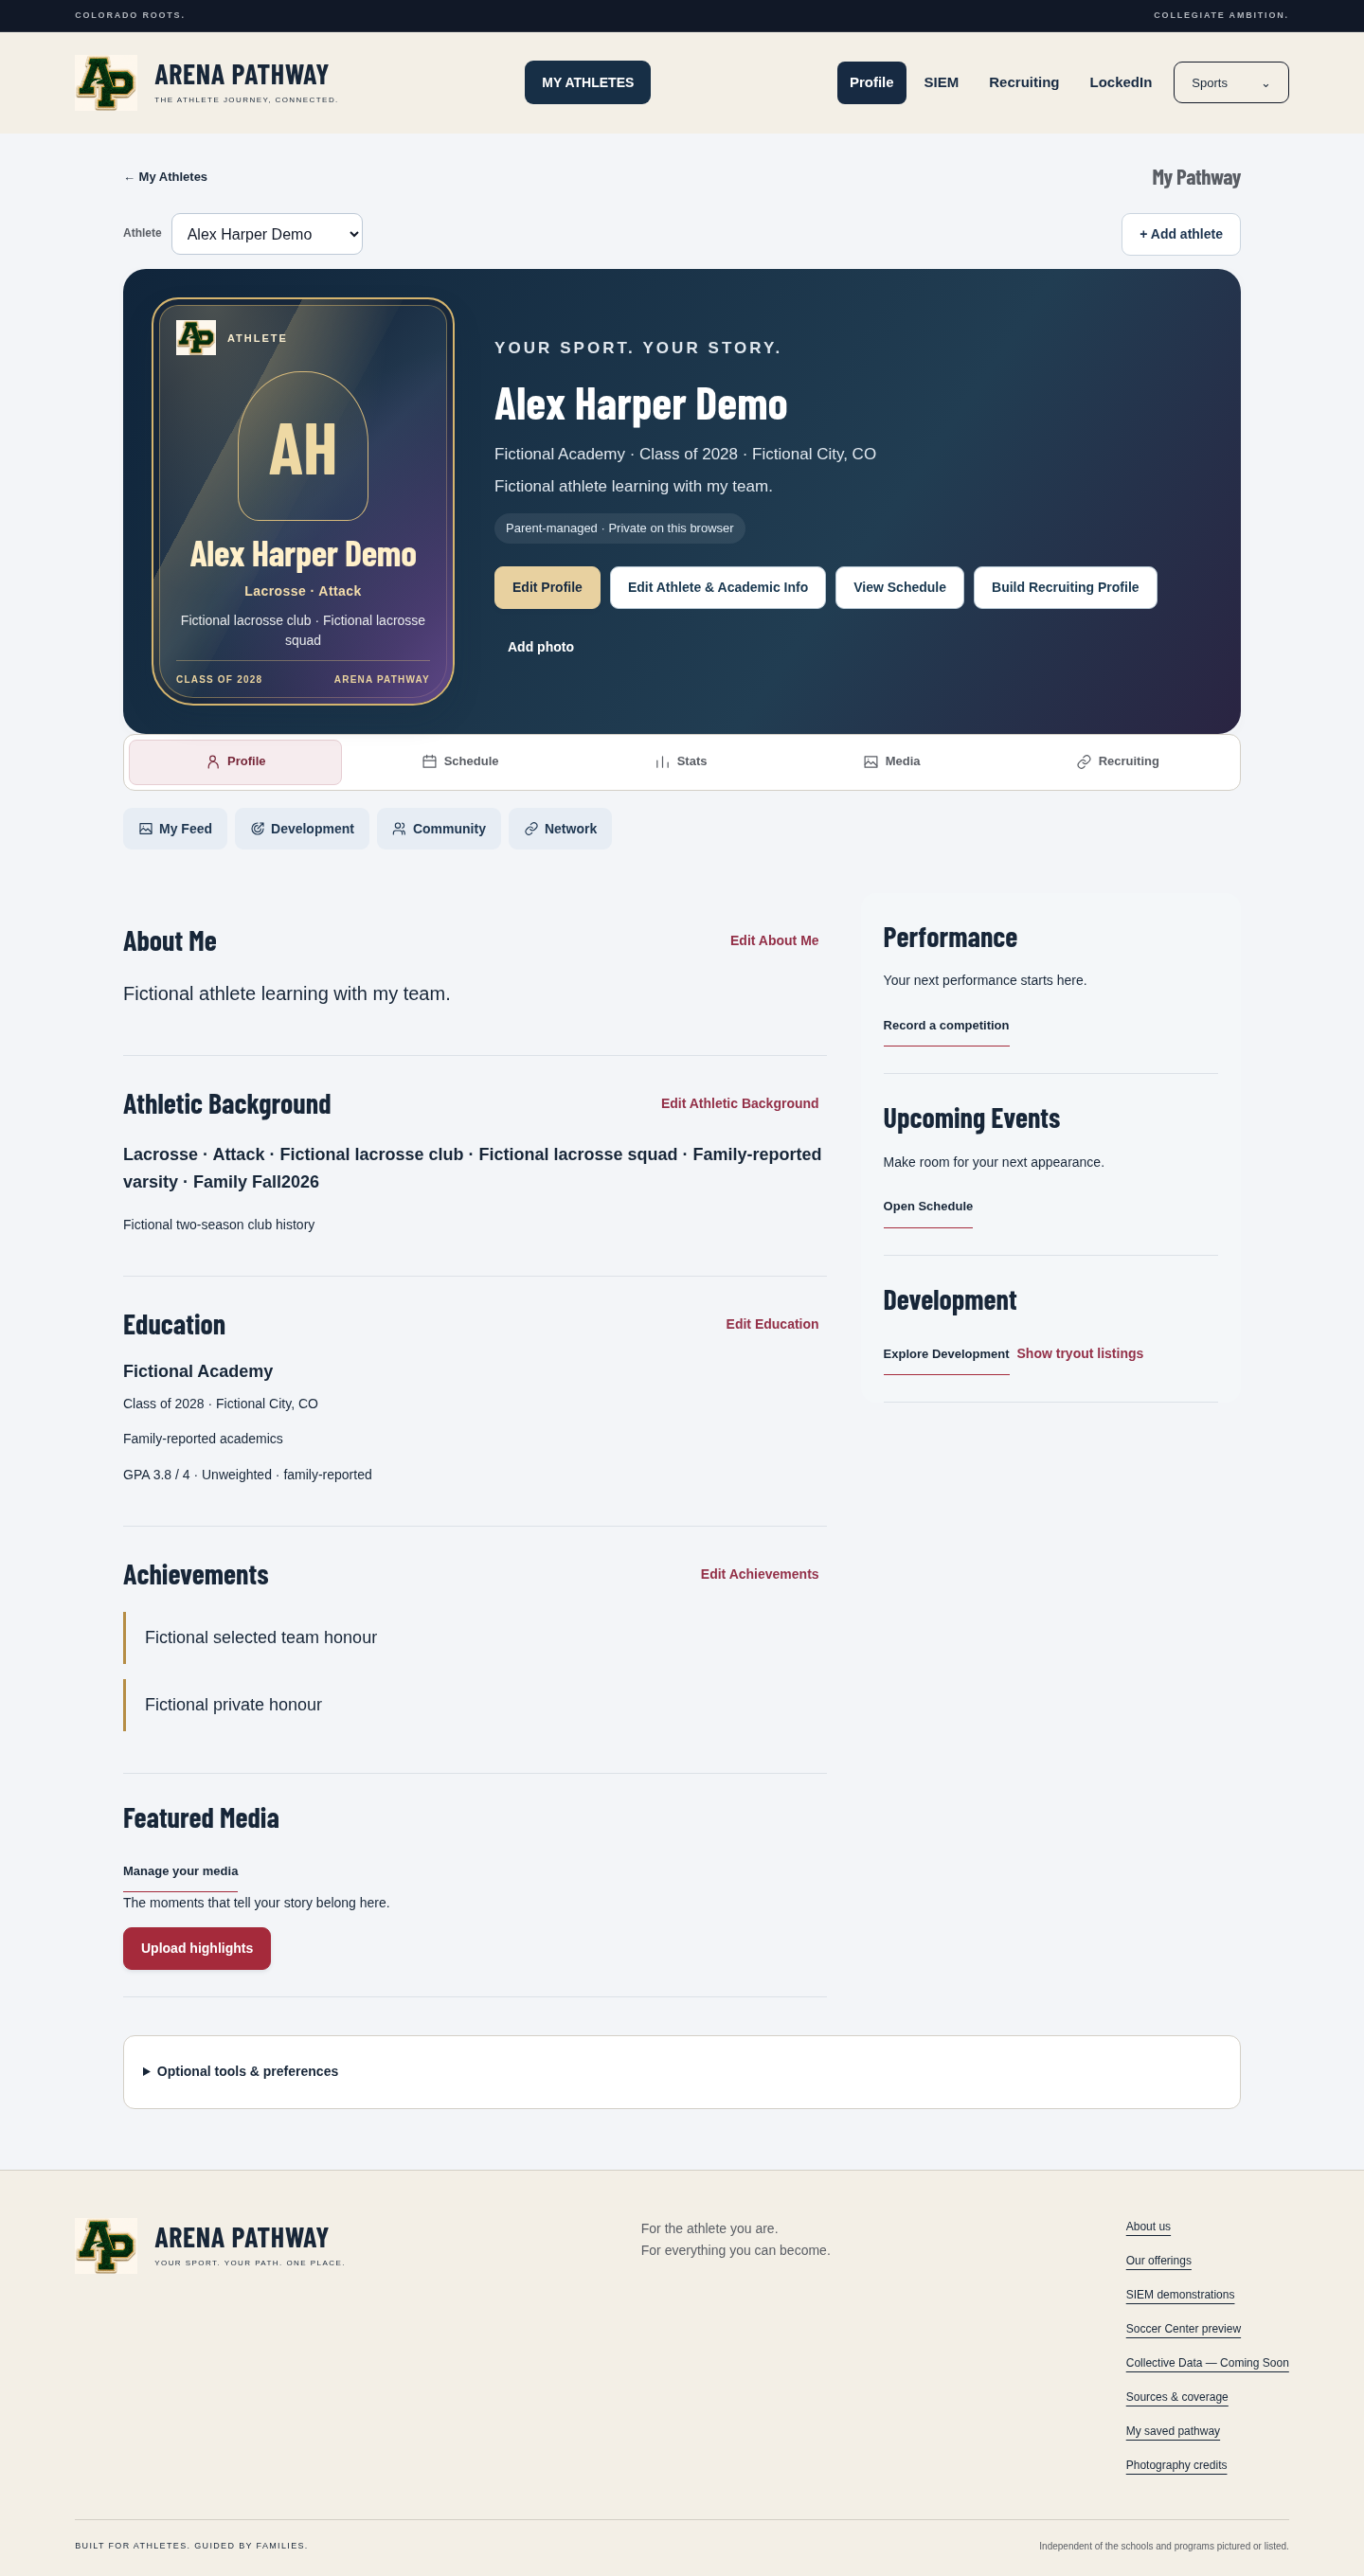 COLORADO ROOTS.
COLLEGIATE AMBITION.
AP
ARENA PATHWAY
THE ATHLETE JOURNEY, CONNECTED.
MY ATHLETES
Profile
SIEM
Recruiting
LockedIn
Sports
← My Athletes
My Pathway
Athlete
Alex Harper Demo
+ Add athlete
AP
ATHLETE
AH
Alex Harper Demo
Lacrosse · Attack
Fictional lacrosse club · Fictional lacrosse
squad
CLASS OF 2028
ARENA PATHWAY
YOUR SPORT. YOUR STORY.
Alex Harper Demo
Fictional Academy · Class of 2028 · Fictional City, CO
Fictional athlete learning with my team.
Parent-managed · Private on this browser
Edit Profile
Edit Athlete & Academic Info
View Schedule
Build Recruiting Profile
Add photo
Profile
Schedule
Stats
Media
Recruiting
My Feed
Development
Community
Network
About Me
Edit About Me
Fictional athlete learning with my team.
Athletic Background
Edit Athletic Background
Lacrosse · Attack · Fictional lacrosse club · Fictional lacrosse squad · Family-reported
varsity · Family Fall2026
Fictional two-season club history
Education
Edit Education
Fictional Academy
Class of 2028 · Fictional City, CO
Family-reported academics
GPA 3.8 / 4 · Unweighted · family-reported
Achievements
Edit Achievements
Fictional selected team honour
Fictional private honour
Featured Media
Manage your media
The moments that tell your story belong here.
Upload highlights
Performance
Your next performance starts here.
Record a competition
Upcoming Events
Make room for your next appearance.
Open Schedule
Development
Explore Development
Show tryout listings
▶ Optional tools & preferences
AP
ARENA PATHWAY
YOUR SPORT. YOUR PATH. ONE PLACE.
For the athlete you are.
For everything you can become.
About us
Our offerings
SIEM demonstrations
Soccer Center preview
Collective Data — Coming Soon
Sources & coverage
My saved pathway
Photography credits
BUILT FOR ATHLETES. GUIDED BY FAMILIES.
Independent of the schools and programs pictured or listed.